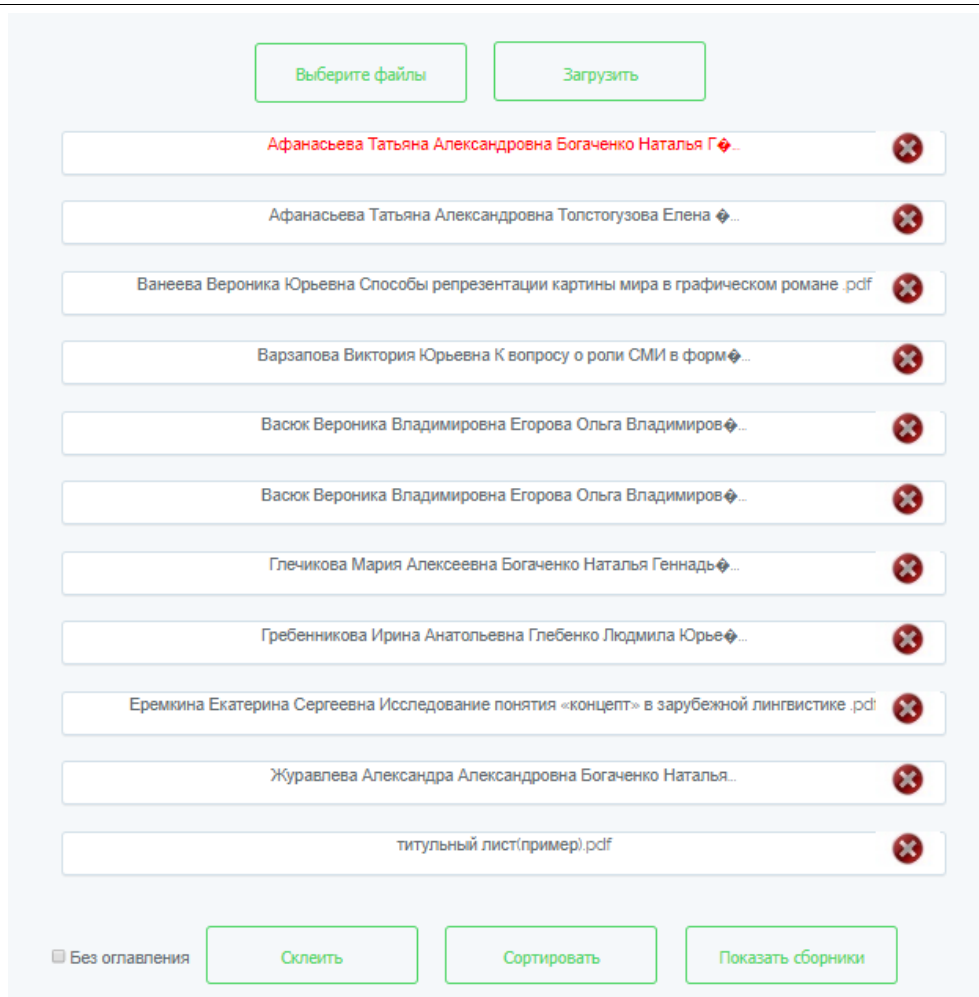 Выберите файлы Загрузить
Афанасьева Татьяна Александровна Богаченко Наталья Г�...
Афанасьева Татьяна Александровна Толстогузова Елена �...
Ванеева Вероника Юрьевна Способы репрезентации картины мира в графическом романе .pdf
Варзапова Виктория Юрьевна К вопросу о роли СМИ в форм�...
Васюк Вероника Владимировна Егорова Ольга Владимиров�...
Васюк Вероника Владимировна Егорова Ольга Владимиров�...
Глечикова Мария Алексеевна Богаченко Наталья Геннадь�...
Гребенникова Ирина Анатольевна Глебенко Людмила Юрье�...
Еремкина Екатерина Сергеевна Исследование понятия «концепт» в зарубежной лингвистике .pdf
Журавлева Александра Александровна Богаченко Наталья...
титульный лист(пример).pdf
Без оглавления Склеить Сортировать Показать сборники